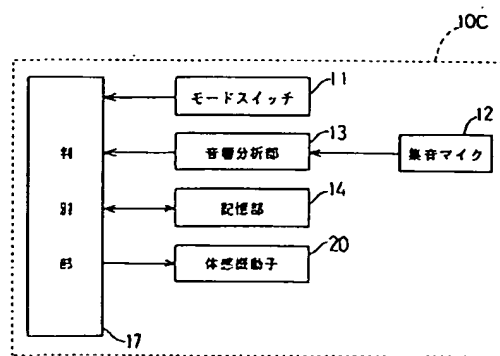 10C
モードスイッチ
11
音響分析部
13
集音マイク
12
記憶部
14
体感振動子
20
判別部
17